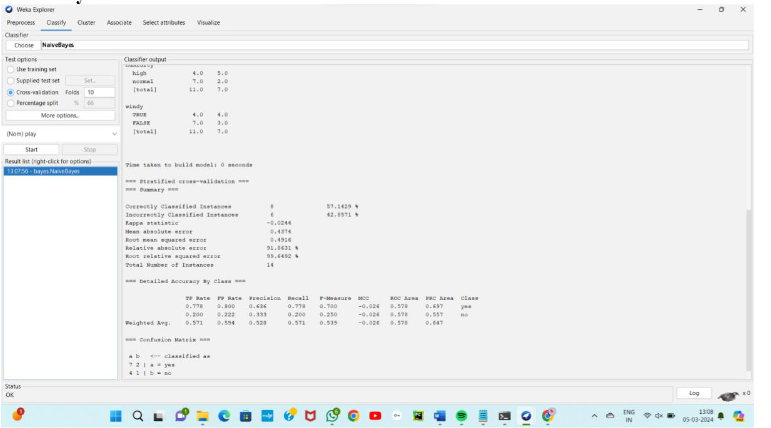 Weka Explorer
Preprocess Classify Cluster Associate Select attributes Visualize
Classifier
Choose NaiveBayes
Test options
Use training set
Supplied test set Set...
Cross-validation Folds 10
Percentage split % 66
More options...
(Nom) play
Start Stop
Result list (right-click for options)
13:07:56 - bayes.NaiveBayes
Classifier output
high 4.0 5.0
normal 7.0 2.0
[total] 11.0 7.0
windy
TRUE 4.0 4.0
FALSE 7.0 3.0
[total] 11.0 7.0
Time taken to build model: 0 seconds
=== Stratified cross-validation ===
=== Summary ===
Correctly Classified Instances 8 57.1429 %
Incorrectly Classified Instances 6 42.8571 %
Kappa statistic -0.0244
Mean absolute error 0.4374
Root mean squared error 0.4916
Relative absolute error 91.8631 %
Root relative squared error 99.6492 %
Total Number of Instances 14
=== Detailed Accuracy By Class ===
TP Rate FP Rate Precision Recall F-Measure MCC ROC Area PRC Area Class
0.778 0.800 0.636 0.778 0.700 -0.026 0.578 0.697 yes
0.200 0.222 0.333 0.200 0.250 -0.026 0.578 0.557 no
Weighted Avg. 0.571 0.594 0.528 0.571 0.539 -0.026 0.578 0.647
=== Confusion Matrix ===
a b <-- classified as
7 2 | a = yes
4 1 | b = no
Status
OK
Log
x 0
ENG
IN
13:08
05-03-2024